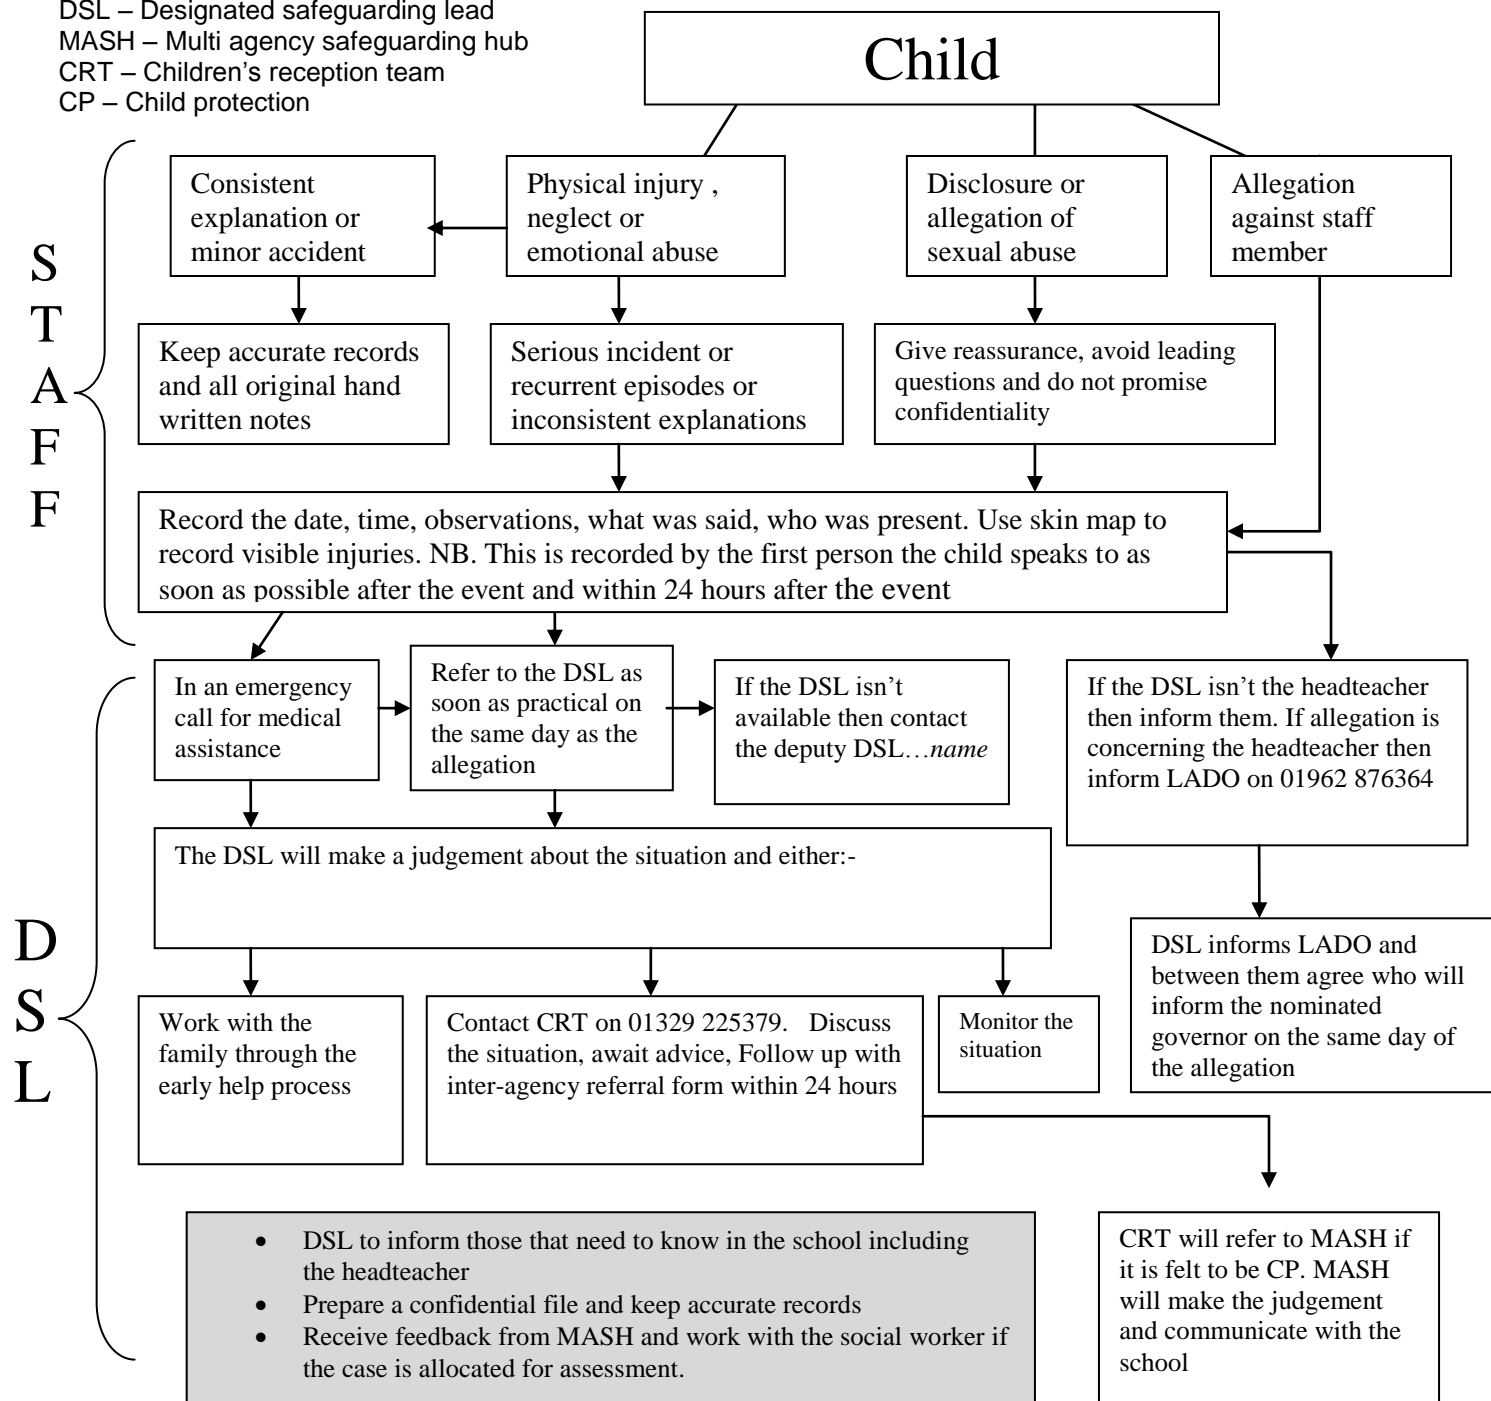 DSL – Designated safeguarding lead
MASH – Multi agency safeguarding hub
CRT – Children's reception team
CP – Child protection
Child
Consistent
explanation or
minor accident
Physical injury ,
neglect or
emotional abuse
Disclosure or
allegation of
sexual abuse
Allegation
against staff
member
S
T
A
F
F
Keep accurate records
and all original hand
written notes
Serious incident or
recurrent episodes or
inconsistent explanations
Give reassurance, avoid leading
questions and do not promise
confidentiality
Record the date, time, observations, what was said, who was present. Use skin map to
record visible injuries. NB. This is recorded by the first person the child speaks to as
soon as possible after the event and within 24 hours after the event
In an emergency
call for medical
assistance
Refer to the DSL as
soon as practical on
the same day as the
allegation
If the DSL isn't
available then contact
the deputy DSL…name
If the DSL isn't the headteacher
then inform them. If allegation is
concerning the headteacher then
inform LADO on 01962 876364
The DSL will make a judgement about the situation and either:-
D
S
L
DSL informs LADO and
between them agree who will
inform the nominated
governor on the same day of
the allegation
Work with the
family through the
early help process
Contact CRT on 01329 225379.   Discuss
the situation, await advice, Follow up with
inter-agency referral form within 24 hours
Monitor the
situation
• DSL to inform those that need to know in the school including
the headteacher
• Prepare a confidential file and keep accurate records
• Receive feedback from MASH and work with the social worker if
the case is allocated for assessment.
CRT will refer to MASH if
it is felt to be CP. MASH
will make the judgement
and communicate with the
school